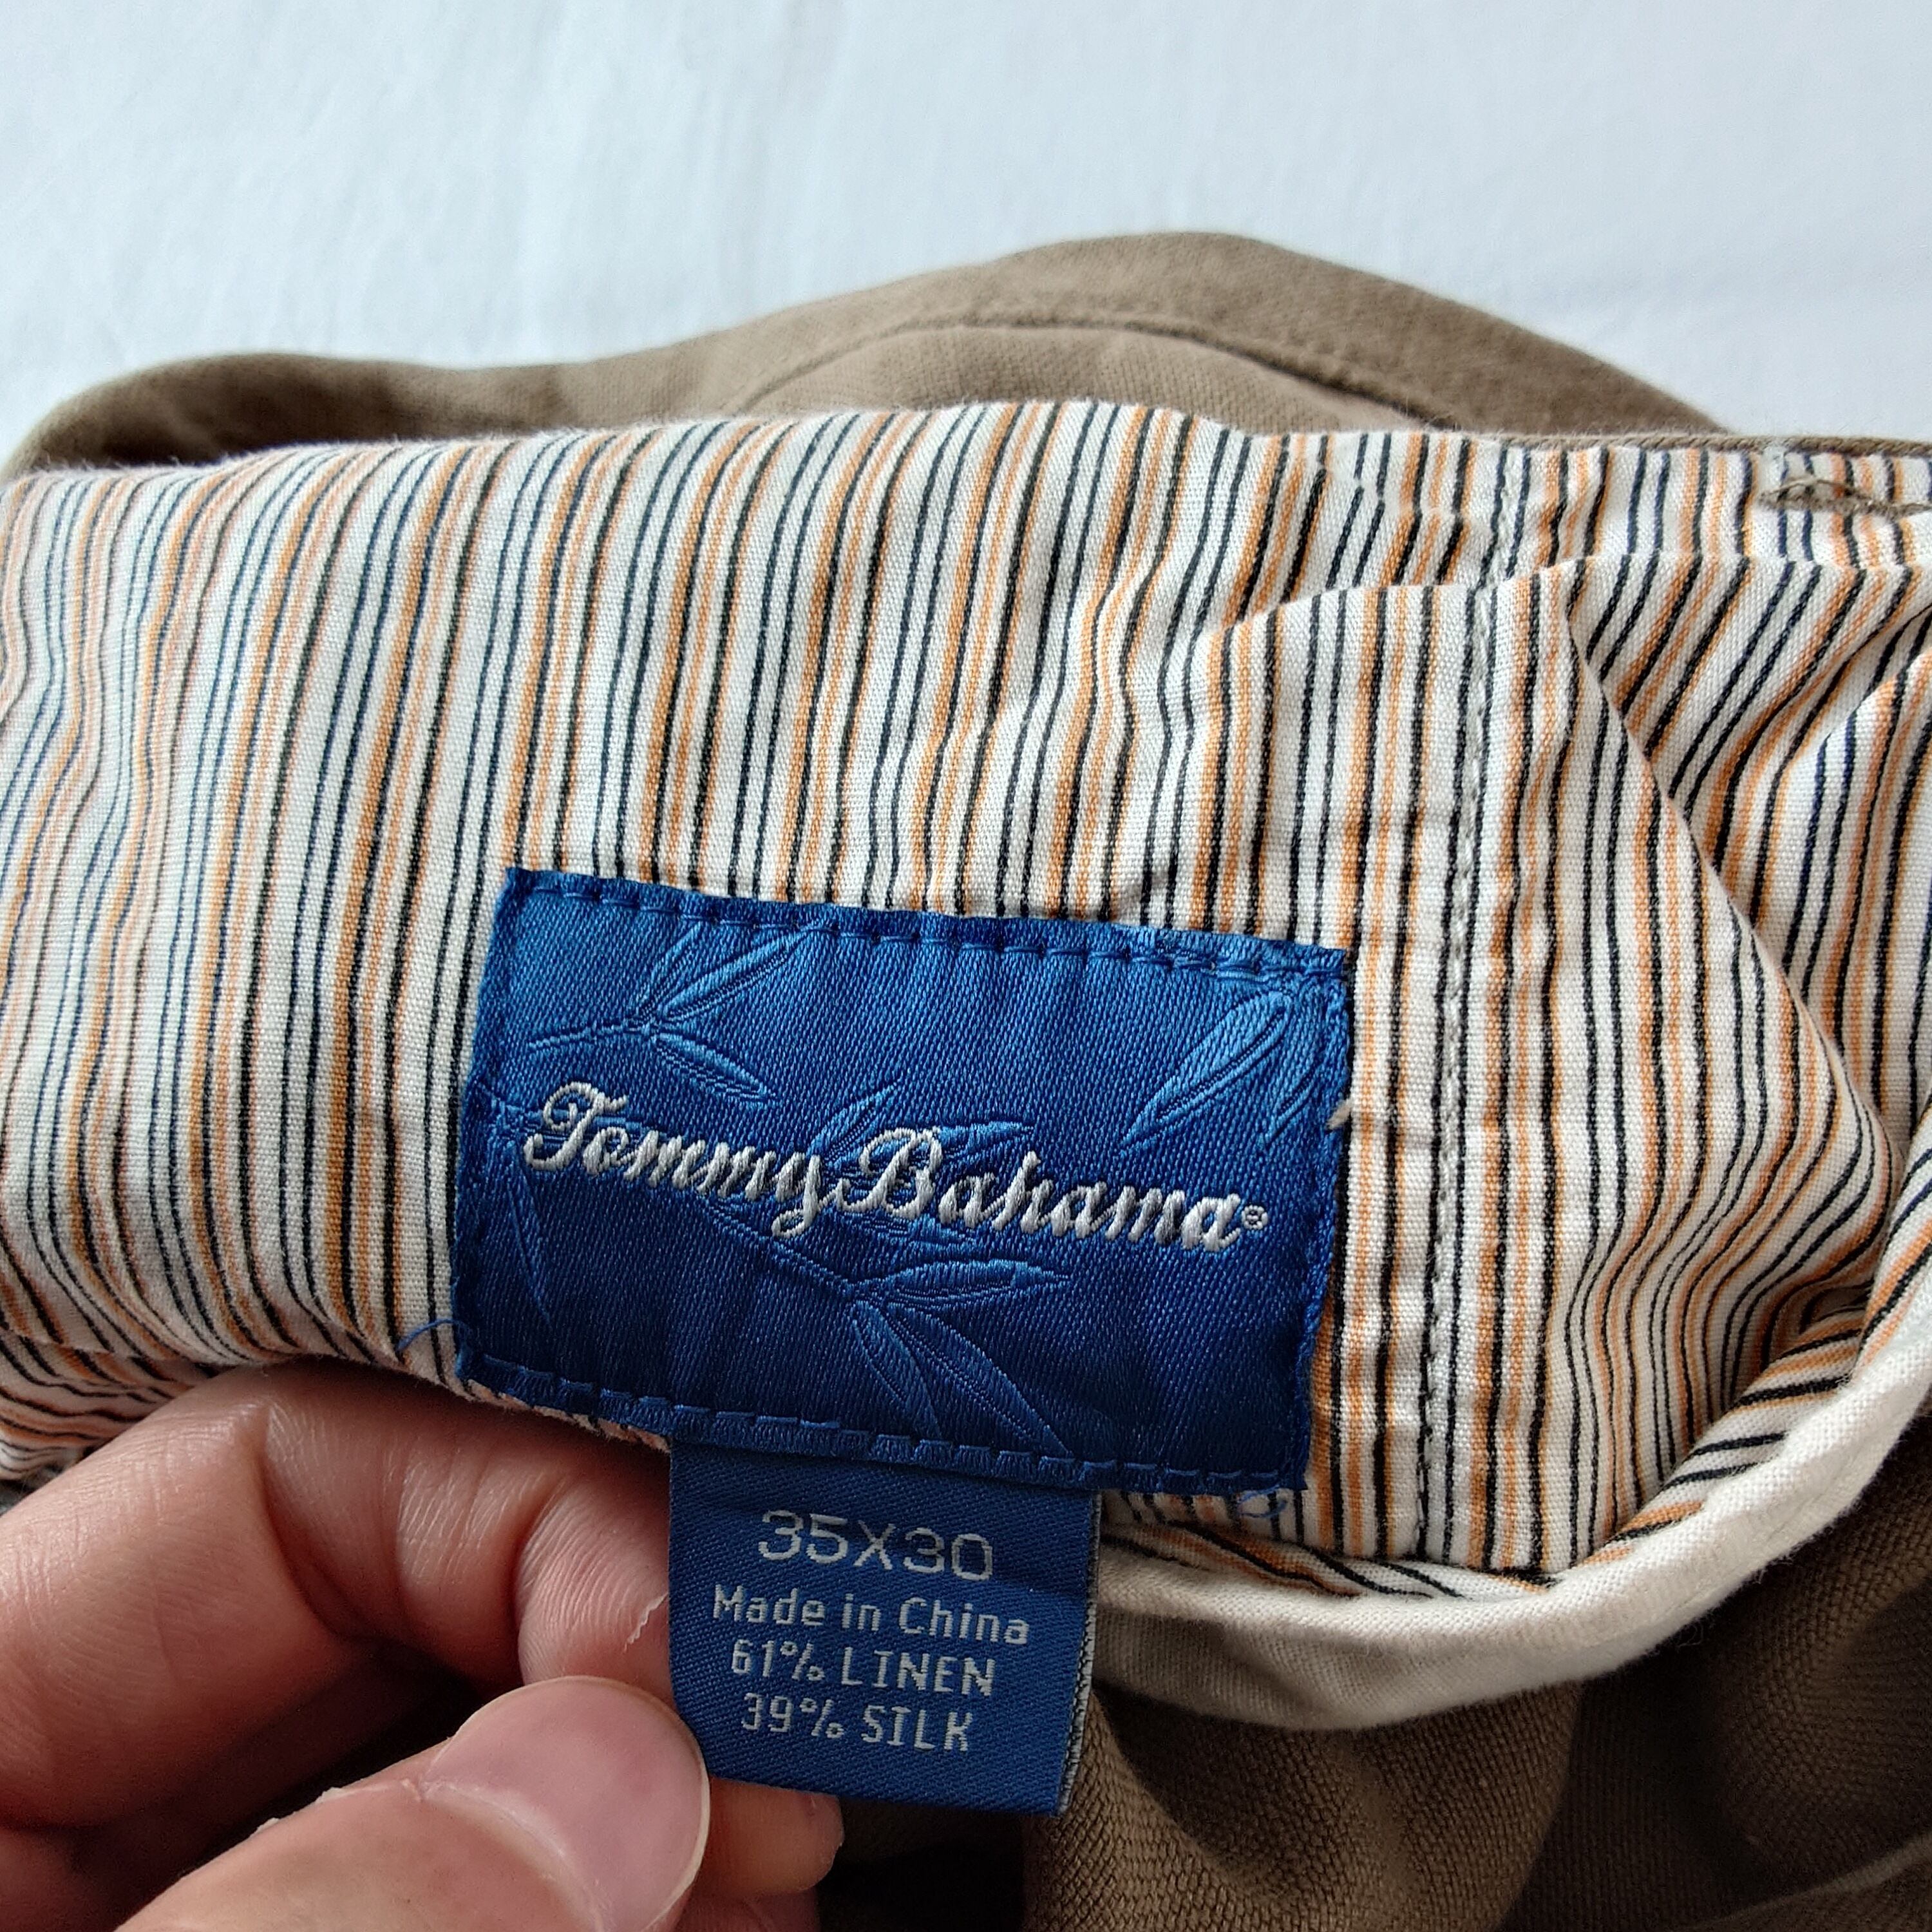 Tommy Bahama®
35X30
Made in China
61% LINEN
39% SILK